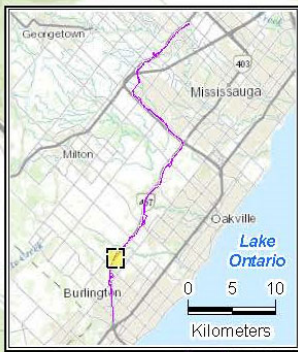 Georgetown
403
Mississauga
Milton
407
Oakville
Lake
Ontario
Burlington
0 5 10
Kilometers